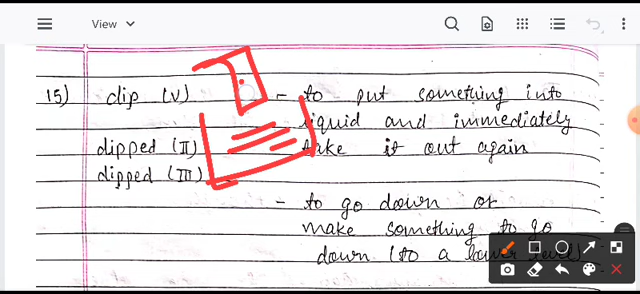 View
15) dip (V) - to put something into
liquid and immediately
dipped (II) take it out again
dipped (III)
- to go down or
make something to go
down (to a lower level)